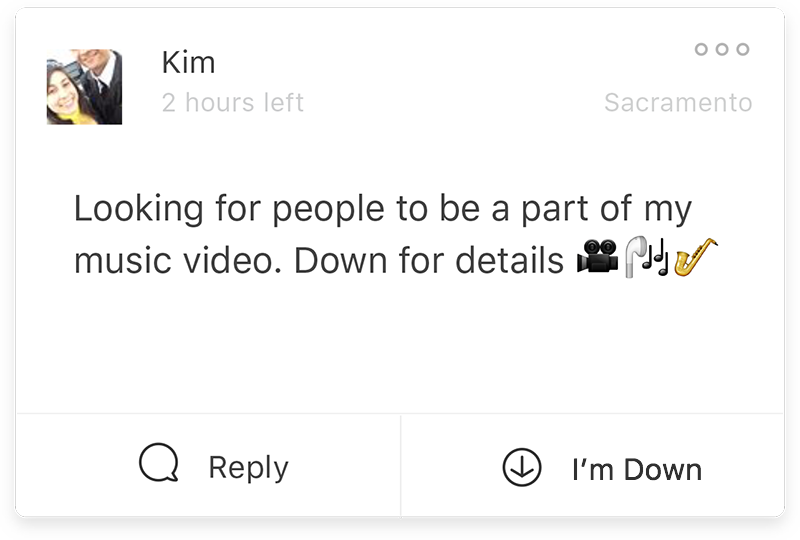 Kim
2 hours left
Sacramento
Looking for people to be a part of my
music video. Down for details 🎥🎧🎶🎷
Reply
I’m Down